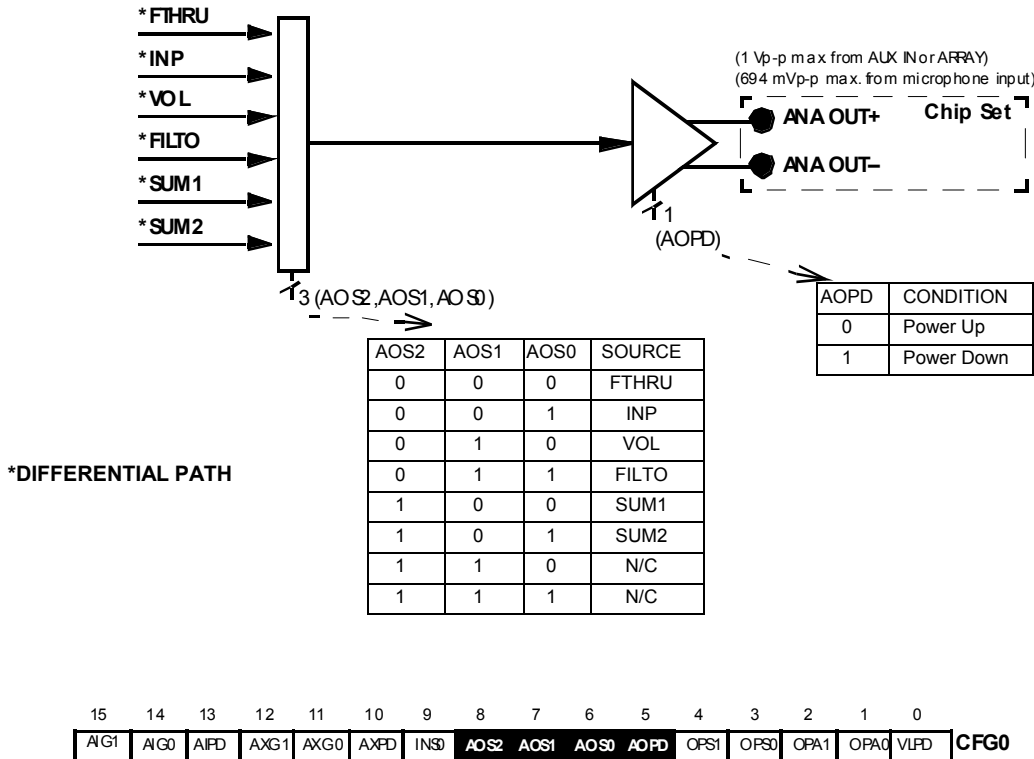 *FTHRU
*INP
*VOL
*FILTO
*SUM1
*SUM2
(1 Vp-p max from AUX IN or ARRAY)
(694 mVp-p max. from microphone input)
Chip Set
ANA OUT+
ANA OUT–
1
(AOPD)
3 (AOS2,AOS1,AOS0)
AOPD CONDITION
0 Power Up
1 Power Down
AOS2 AOS1 AOS0 SOURCE
0 0 0 FTHRU
0 0 1 INP
0 1 0 VOL
0 1 1 FILTO
1 0 0 SUM1
1 0 1 SUM2
1 1 0 N/C
1 1 1 N/C
*DIFFERENTIAL PATH
15 14 13 12 11 10 9 8 7 6 5 4 3 2 1 0
AIG1 AIG0 AIPD AXG1 AXG0 AXPD INS0 AOS2 AOS1 AOS0 AOPD OPS1 OPS0 OPA1 OPA0 VLPD CFG0